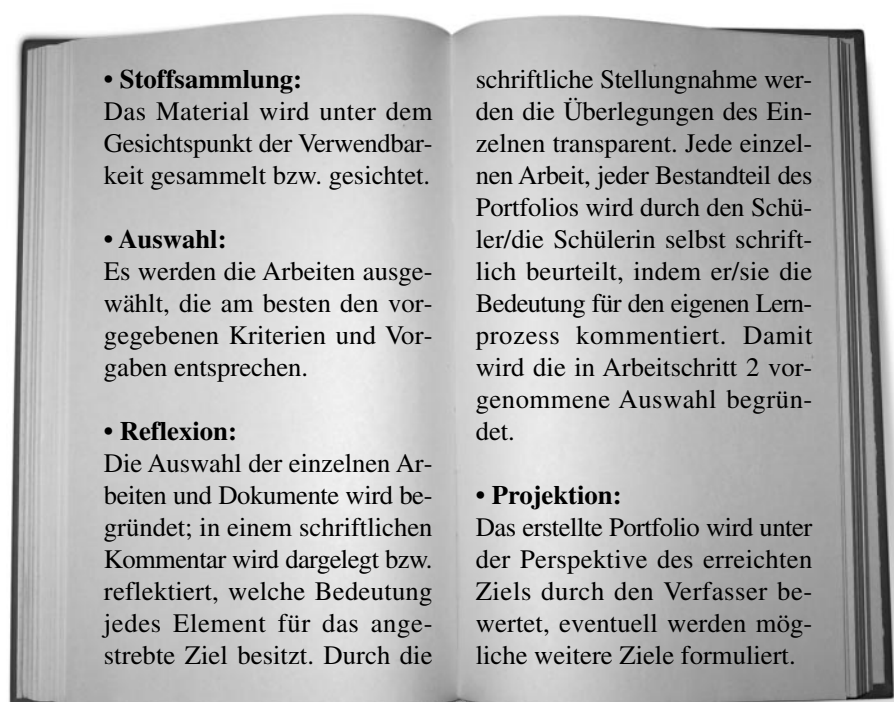 • Stoffsammlung:
Das Material wird unter dem
Gesichtspunkt der Verwendbar-
keit gesammelt bzw. gesichtet.
• Auswahl:
Es werden die Arbeiten ausge-
wählt, die am besten den vor-
gegebenen Kriterien und Vor-
gaben entsprechen.
• Reflexion:
Die Auswahl der einzelnen Ar-
beiten und Dokumente wird be-
gründet; in einem schriftlichen
Kommentar wird dargelegt bzw.
reflektiert, welche Bedeutung
jedes Element für das ange-
strebte Ziel besitzt. Durch die
schriftliche Stellungnahme wer-
den die Überlegungen des Ein-
zelnen transparent. Jede einzel-
nen Arbeit, jeder Bestandteil des
Portfolios wird durch den Schü-
ler/die Schülerin selbst schrift-
lich beurteilt, indem er/sie die
Bedeutung für den eigenen Lern-
prozess kommentiert. Damit
wird die in Arbeitschritt 2 vor-
genommene Auswahl begrün-
det.
• Projektion:
Das erstellte Portfolio wird unter
der Perspektive des erreichten
Ziels durch den Verfasser be-
wertet, eventuell werden mög-
liche weitere Ziele formuliert.